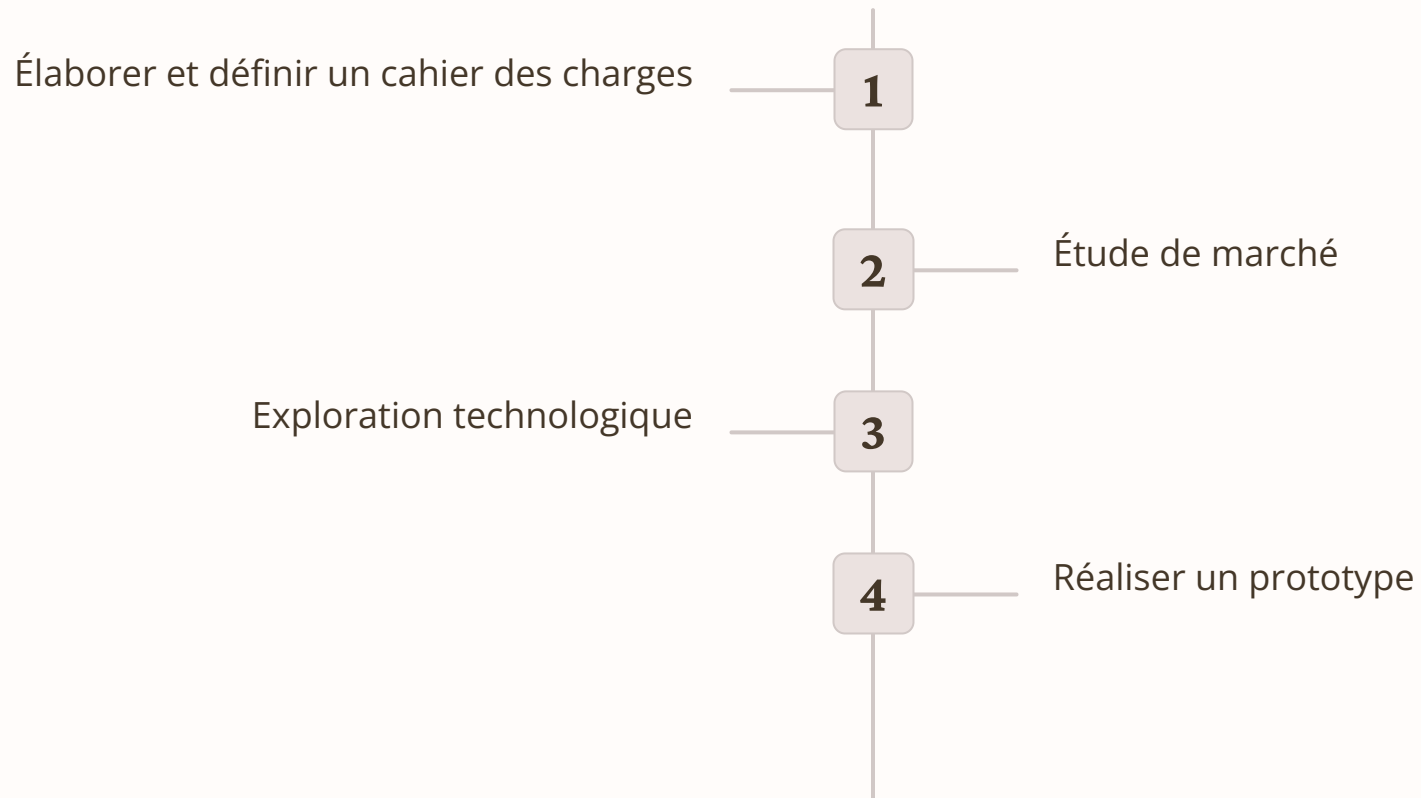 Élaborer et définir un cahier des charges
1
2
Étude de marché
Exploration technologique
3
4
Réaliser un prototype